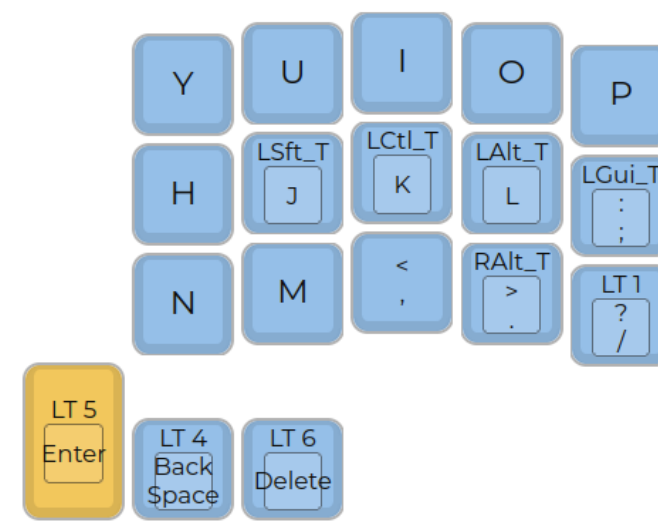 Y
U
I
O
P
H
LSft_T
J
LCtl_T
K
LAlt_T
L
LGui_T
:
;
N
M
<
,
RAlt_T
>
.
LT 1
?
/
LT 5
Enter
LT 4
Back
Space
LT 6
Delete